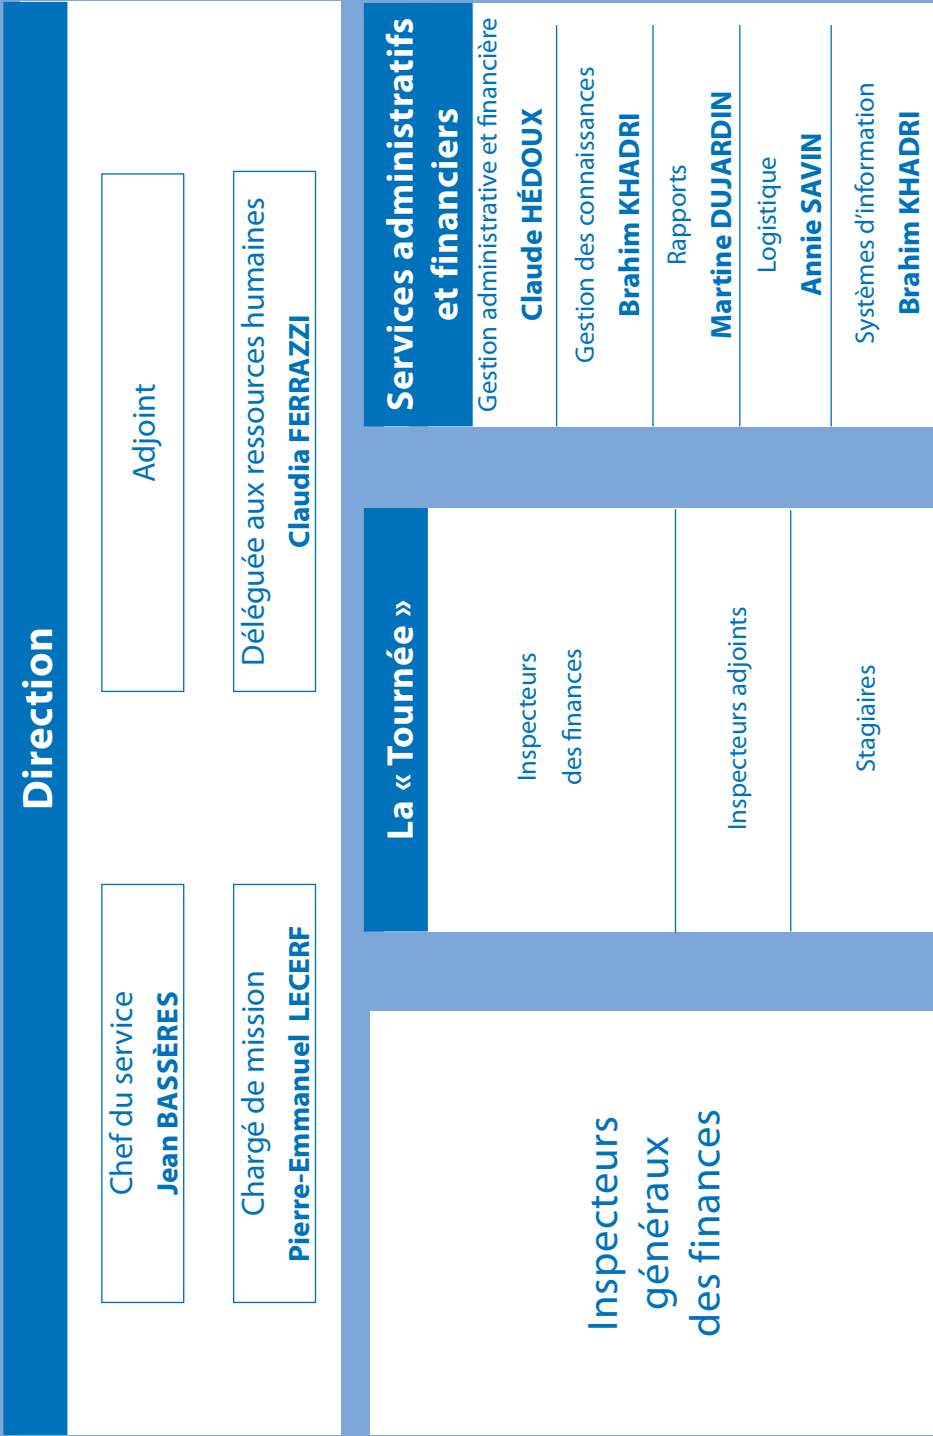 Direction
Chef du service
Jean BASSÈRES
Adjoint
Chargé de mission
Pierre-Emmanuel LECERF
Déléguée aux ressources humaines
Claudia FERRAZZI
Inspecteurs
généraux
des finances
La « Tournée »
Inspecteurs
des finances
Inspecteurs adjoints
Stagiaires
Services administratifs
et financiers
Gestion administrative et financière
Claude HÉDOUX
Gestion des connaissances
Brahim KHADRI
Rapports
Martine DUJARDIN
Logistique
Annie SAVIN
Systèmes d’information
Brahim KHADRI